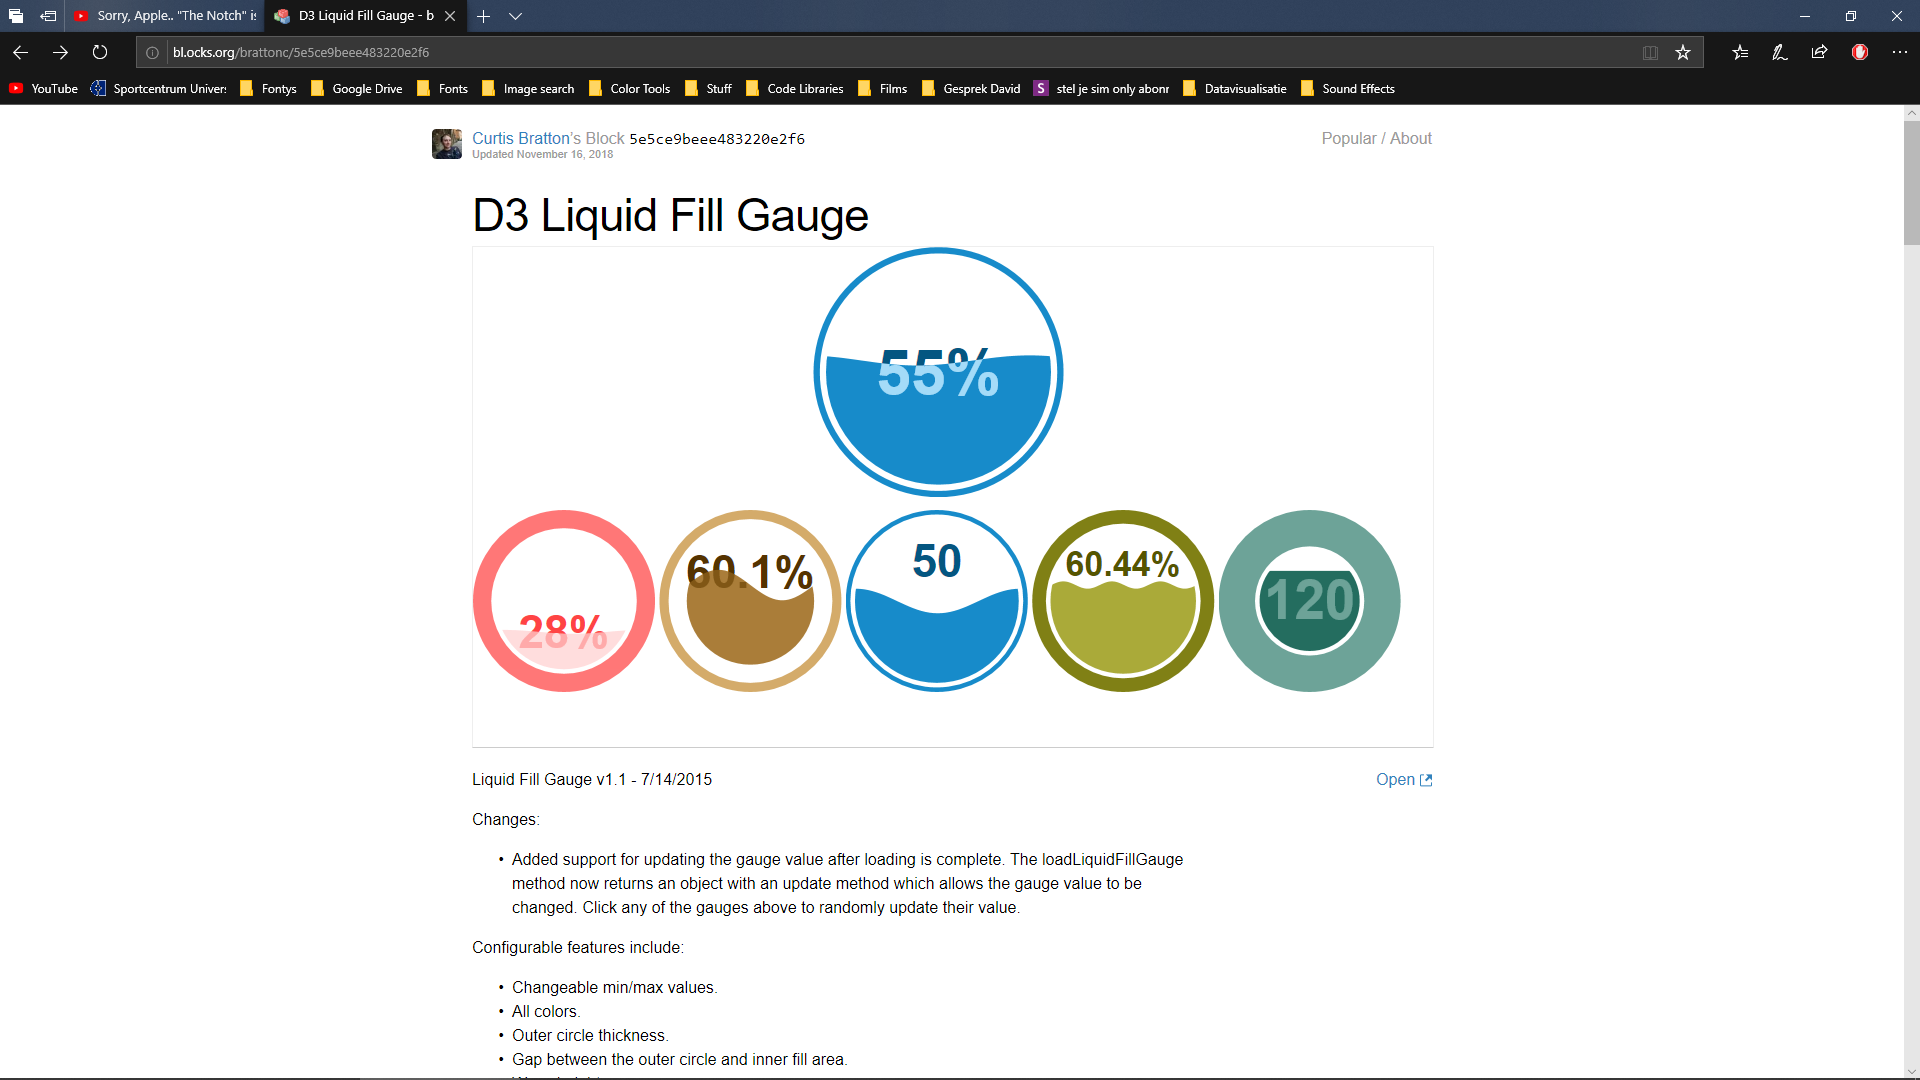 Sorry, Apple.. "The Notch" is
D3 Liquid Fill Gauge - b
bl.ocks.org/brattonc/5e5ce9beee483220e2f6
YouTube
Sportcentrum Univers
Fontys
Google Drive
Fonts
Image search
Color Tools
Stuff
Code Libraries
Films
Gesprek David
S
stel je sim only abonn
Datavisualisatie
Sound Effects
Curtis Bratton's Block 5e5ce9beee483220e2f6
Popular / About
Updated November 16, 2018
D3 Liquid Fill Gauge
55%
28%
60.1%
50
60.44%
120
Liquid Fill Gauge v1.1 - 7/14/2015
Open
Changes:
• Added support for updating the gauge value after loading is complete. The loadLiquidFillGauge
method now returns an object with an update method which allows the gauge value to be
changed. Click any of the gauges above to randomly update their value.
Configurable features include:
• Changeable min/max values.
• All colors.
• Outer circle thickness.
• Gap between the outer circle and inner fill area.